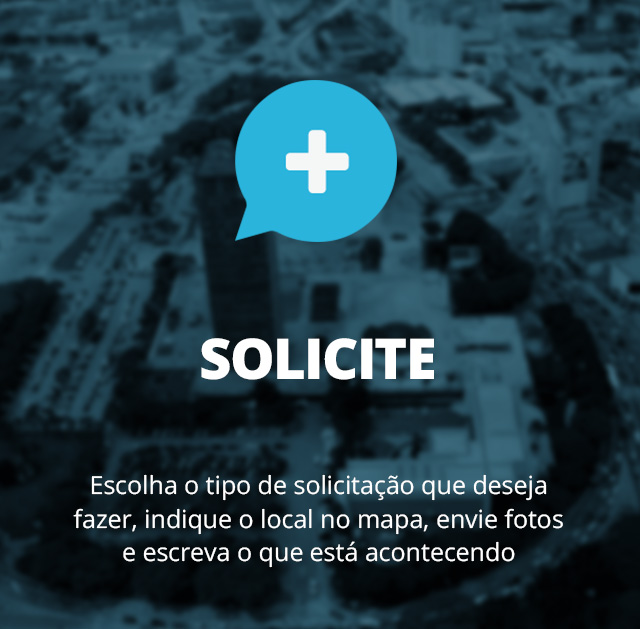 SOLICITE
Escolha o tipo de solicitação que deseja
fazer, indique o local no mapa, envie fotos
e escreva o que está acontecendo